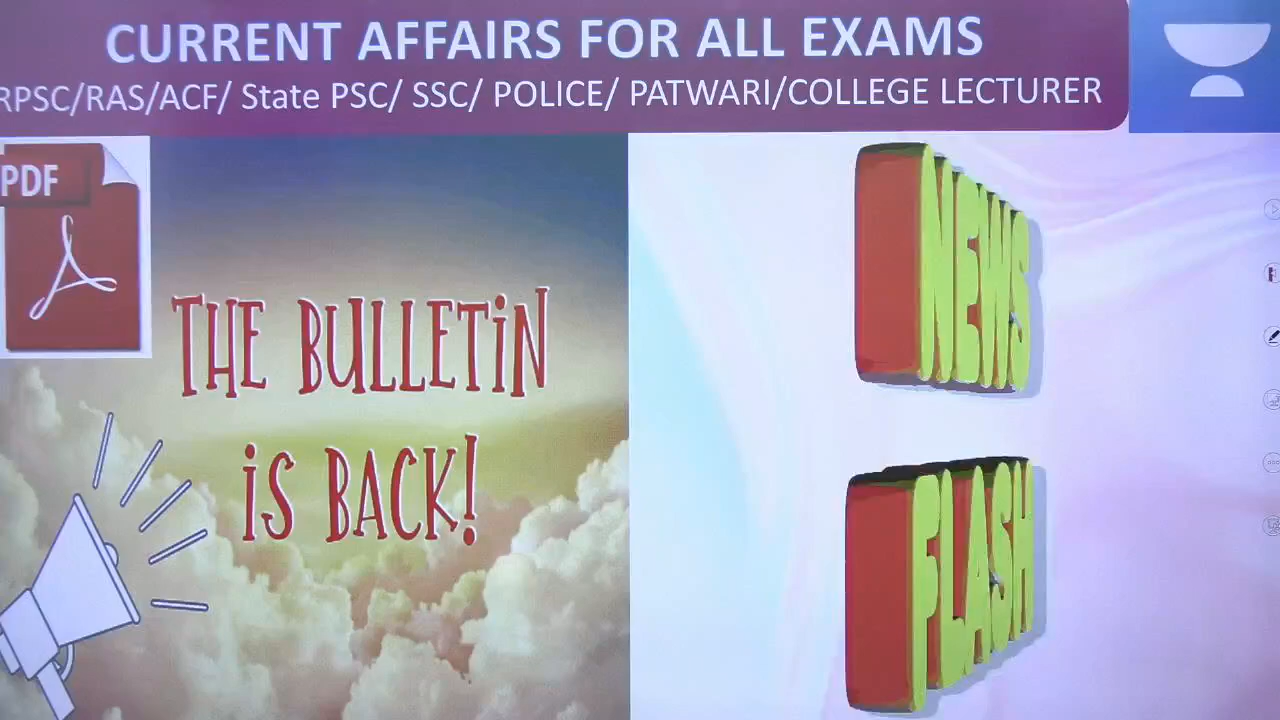 CURRENT AFFAIRS FOR ALL EXAMS
RPSC/RAS/ACF/ State PSC/ SSC/ POLICE/ PATWARI/COLLEGE LECTURER
PDF
THE BULLETiN
iS BACK!
NEWS
FLASH